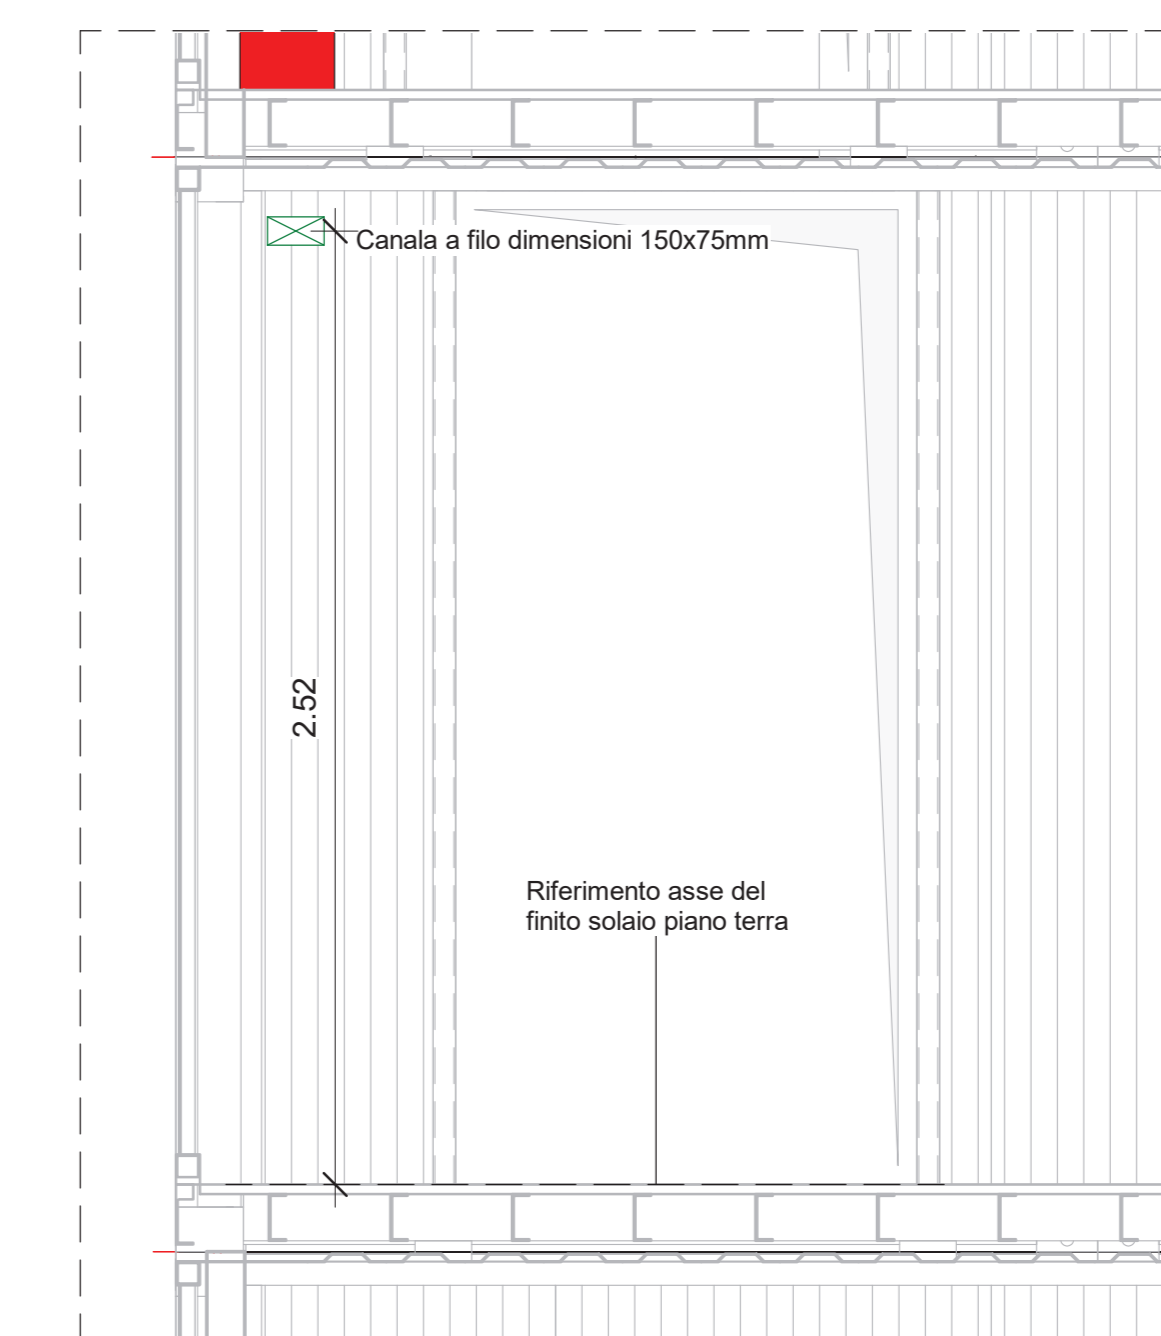 Canala a filo dimensioni 150x75mm
2.52
Riferimento asse del
finito solaio piano terra